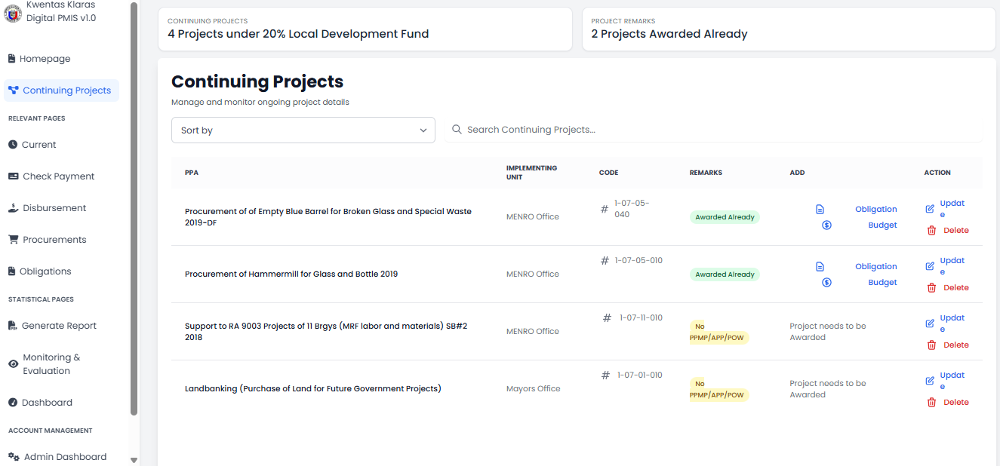 Kwentas Klaras
Digital PMIS v1.0
Homepage
Continuing Projects
RELEVANT PAGES
Current
Check Payment
Disbursement
Procurements
Obligations
STATISTICAL PAGES
Generate Report
Monitoring &
Evaluation
Dashboard
ACCOUNT MANAGEMENT
Admin Dashboard
CONTINUING PROJECTS
4 Projects under 20% Local Development Fund
PROJECT REMARKS
2 Projects Awarded Already
Continuing Projects
Manage and monitor ongoing project details
Sort by
Search Continuing Projects...
PPA
IMPLEMENTING
UNIT
CODE
REMARKS
ADD
ACTION
Procurement of of Empty Blue Barrel for Broken Glass and Special Waste
2019-DF
MENRO Office
# 1-07-05-
040
Awarded Already
Obligation
Budget
Updat
e
Delete
Procurement of Hammermill for Glass and Bottle 2019
MENRO Office
# 1-07-05-010
Awarded Already
Obligation
Budget
Updat
e
Delete
Support to RA 9003 Projects of 11 Brgys (MRF labor and materials) SB#2
2018
MENRO Office
# 1-07-11-010
No
PPMP/APP/POW
Project needs to be
Awarded
Updat
e
Delete
Landbanking (Purchase of Land for Future Government Projects)
Mayors Office
# 1-07-01-010
No
PPMP/APP/POW
Project needs to be
Awarded
Updat
e
Delete